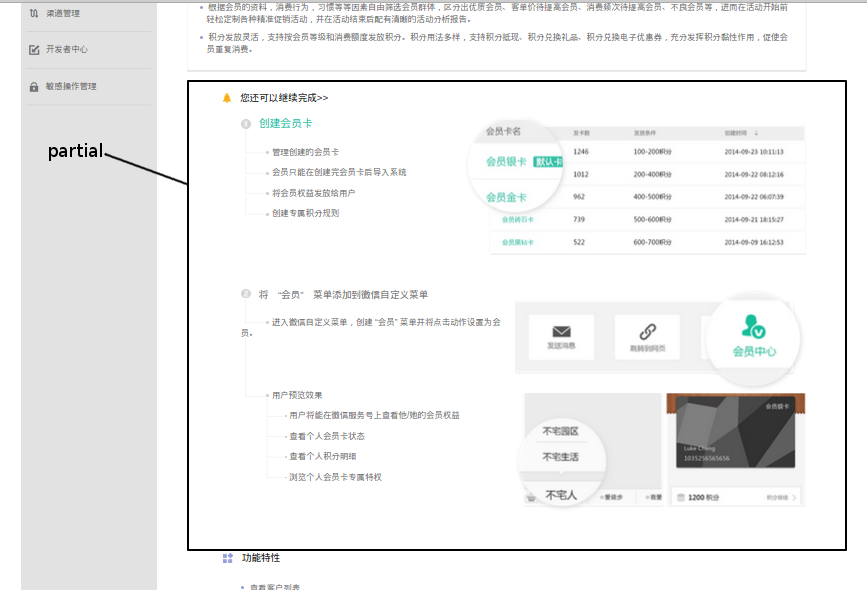 渠道管理
开发者中心
敏感操作管理
partial
根据会员的资料，消费行为，习惯等等因素自由筛选会员群体，区分出优质会员、客单价待提高会员、消费频次待提高会员、不良会员等，进而在活动开始前
轻松定制各种精准促销活动，并在活动结束后配有清晰的活动分析报告。
积分发放灵活，支持按会员等级和消费额度发放积分。积分用法多样，支持积分抵现、积分兑换礼品、积分兑换电子优惠券，充分发挥积分黏性作用，促使会
员重复消费。
您还可以继续完成>>
1 创建会员卡
管理创建的会员卡
会员只能在创建完会员卡后导入系统
将会员权益发放给用户
创建专属积分规则
会员卡名 发卡数 发放条件 创建时间 ↓
会员银卡 默认卡 1246 100-200积分 2014-09-23 10:11:13
1012 200-400积分 2014-09-22 08:12:16
会员金卡 962 400-500积分 2014-09-22 06:07:39
会员砖石卡 739 500-600积分 2014-09-21 18:15:27
会员黑钻卡 522 600-700积分 2014-09-09 16:12:53
2 将 “会员” 菜单添加到微信自定义菜单
进入微信自定义菜单，创建 “会员” 菜单并将点击动作设置为会
员。
发送消息 跳转到网页 会员中心
用户预览效果
用户将能在微信服务号上查看他/她的会员权益
查看个人会员卡状态
查看个人积分明细
浏览个人会员卡专属特权
不宅园区
不宅生活
不宅人 爱徒步 我要
会员银卡
Luke Cheng
1035256565656
1200 积分
功能特性
查看客户列表